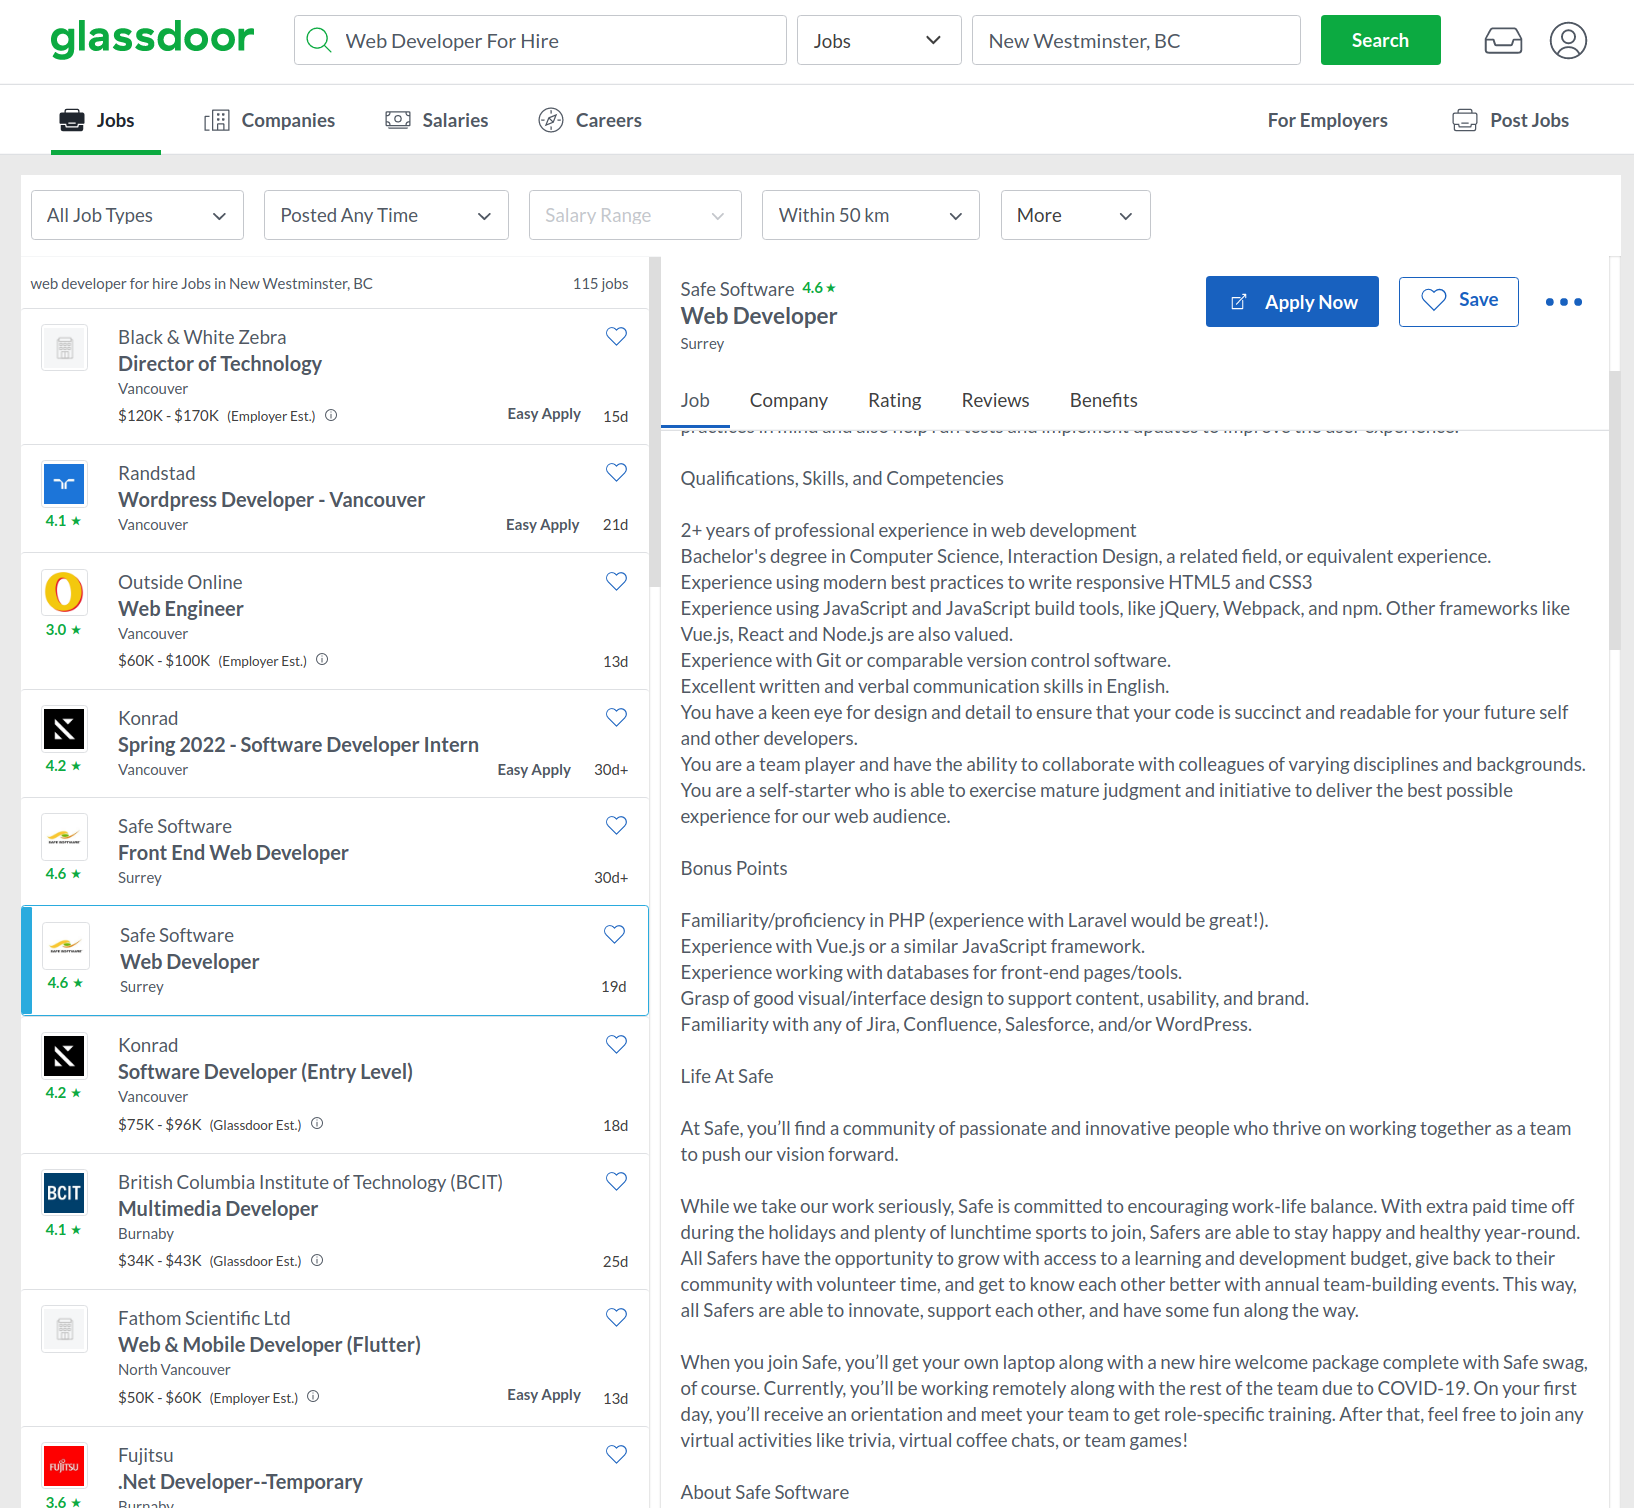 glassdoor
Web Developer For Hire
Jobs
New Westminster, BC
Search
Jobs
Companies
Salaries
Careers
For Employers
Post Jobs
All Job Types
Posted Any Time
Salary Range
Within 50 km
More
web developer for hire Jobs in New Westminster, BC
115 jobs
Black & White Zebra
Director of Technology
Vancouver
$120K - $170K (Employer Est.)
Easy Apply
15d
Randstad
Wordpress Developer - Vancouver
4.1 ★
Vancouver
Easy Apply
21d
Outside Online
Web Engineer
3.0 ★
Vancouver
$60K - $100K (Employer Est.)
13d
Konrad
Spring 2022 - Software Developer Intern
4.2 ★
Vancouver
Easy Apply
30d+
SAFE SOFTWARE
Safe Software
Front End Web Developer
4.6 ★
Surrey
30d+
SAFE SOFTWARE
Safe Software
Web Developer
4.6 ★
Surrey
19d
Konrad
Software Developer (Entry Level)
4.2 ★
Vancouver
$75K - $96K (Glassdoor Est.)
18d
BCIT
British Columbia Institute of Technology (BCIT)
Multimedia Developer
4.1 ★
Burnaby
$34K - $43K (Glassdoor Est.)
25d
Fathom Scientific Ltd
Web & Mobile Developer (Flutter)
North Vancouver
$50K - $60K (Employer Est.)
Easy Apply
13d
FUJITSU
Fujitsu
.Net Developer--Temporary
3.6 ★
Burnaby
Safe Software 4.6 ★
Web Developer
Surrey
Apply Now
Save
Job
Company
Rating
Reviews
Benefits
practices in mind and also help run tests and implement updates to improve the user experience.
Qualifications, Skills, and Competencies
2+ years of professional experience in web development
Bachelor's degree in Computer Science, Interaction Design, a related field, or equivalent experience.
Experience using modern best practices to write responsive HTML5 and CSS3
Experience using JavaScript and JavaScript build tools, like jQuery, Webpack, and npm. Other frameworks like
Vue.js, React and Node.js are also valued.
Experience with Git or comparable version control software.
Excellent written and verbal communication skills in English.
You have a keen eye for design and detail to ensure that your code is succinct and readable for your future self
and other developers.
You are a team player and have the ability to collaborate with colleagues of varying disciplines and backgrounds.
You are a self-starter who is able to exercise mature judgment and initiative to deliver the best possible
experience for our web audience.
Bonus Points
Familiarity/proficiency in PHP (experience with Laravel would be great!).
Experience with Vue.js or a similar JavaScript framework.
Experience working with databases for front-end pages/tools.
Grasp of good visual/interface design to support content, usability, and brand.
Familiarity with any of Jira, Confluence, Salesforce, and/or WordPress.
Life At Safe
At Safe, you’ll find a community of passionate and innovative people who thrive on working together as a team
to push our vision forward.
While we take our work seriously, Safe is committed to encouraging work-life balance. With extra paid time off
during the holidays and plenty of lunchtime sports to join, Safers are able to stay happy and healthy year-round.
All Safers have the opportunity to grow with access to a learning and development budget, give back to their
community with volunteer time, and get to know each other better with annual team-building events. This way,
all Safers are able to innovate, support each other, and have some fun along the way.
When you join Safe, you’ll get your own laptop along with a new hire welcome package complete with Safe swag,
of course. Currently, you’ll be working remotely along with the rest of the team due to COVID-19. On your first
day, you’ll receive an orientation and meet your team to get role-specific training. After that, feel free to join any
virtual activities like trivia, virtual coffee chats, or team games!
About Safe Software